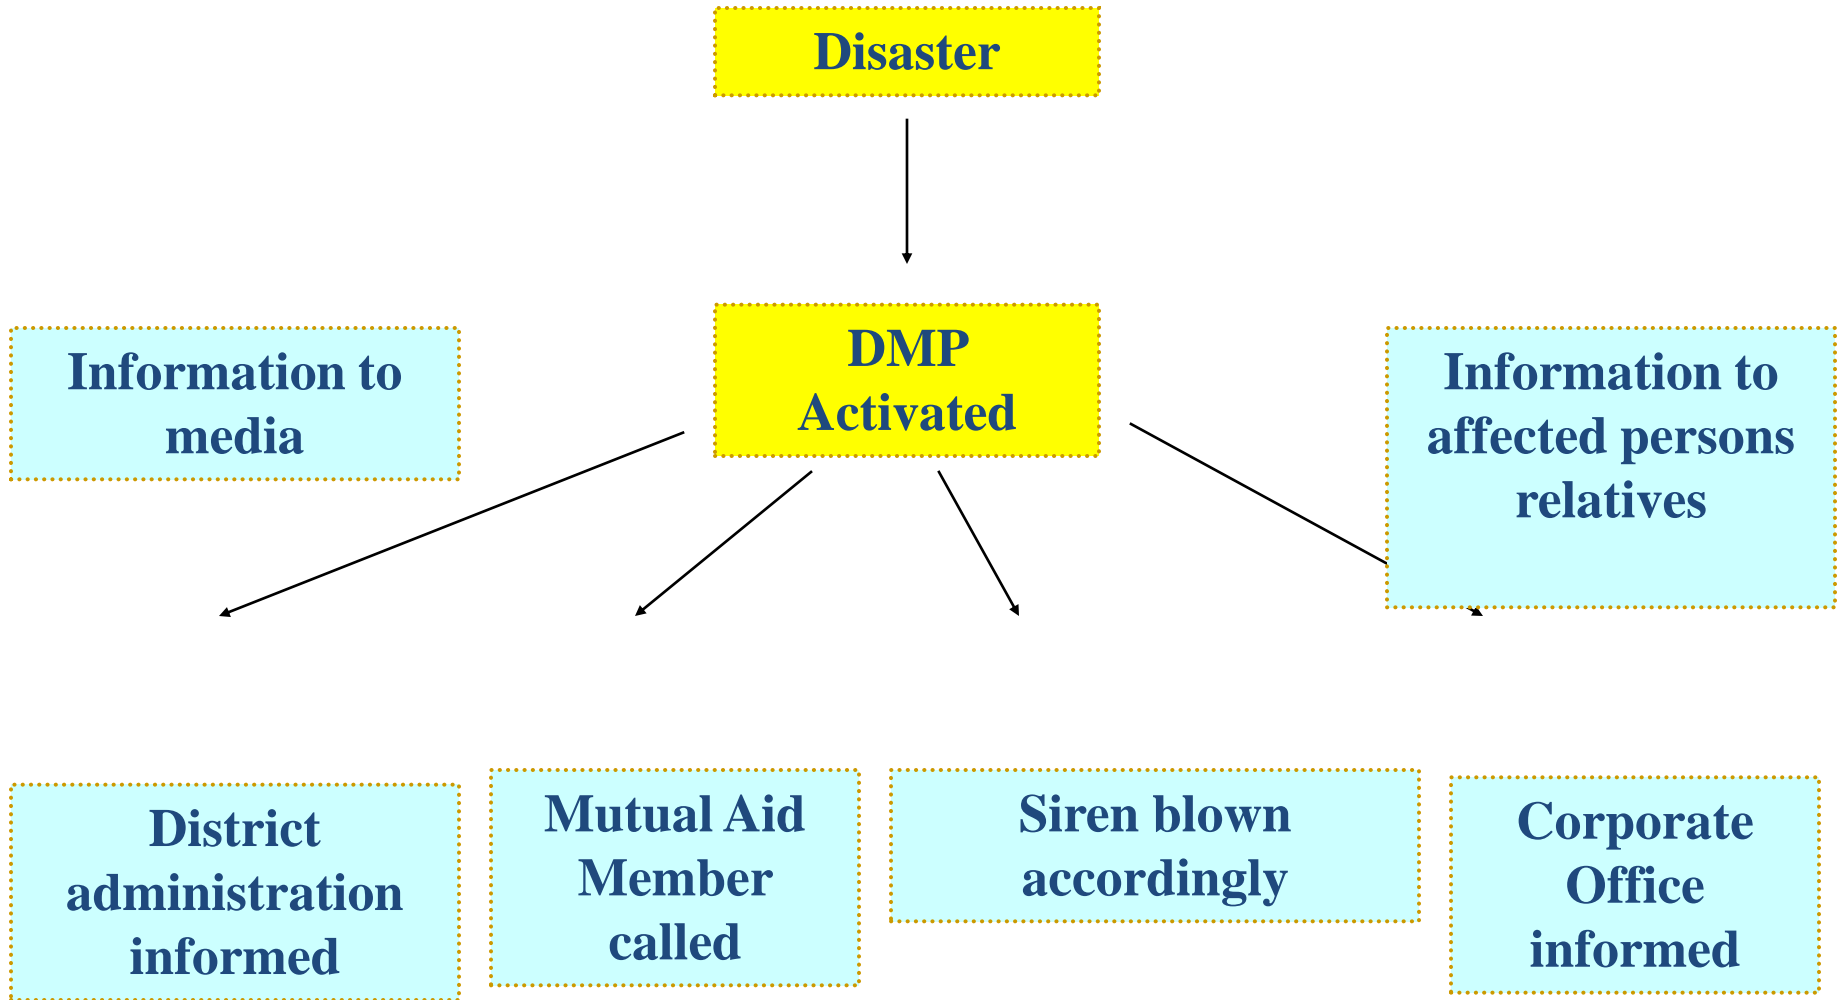 Disaster
DMP
Activated
Information to
media
Information to
affected persons
relatives
District
administration
informed
Mutual Aid
Member
called
Siren blown
accordingly
Corporate
Office
informed